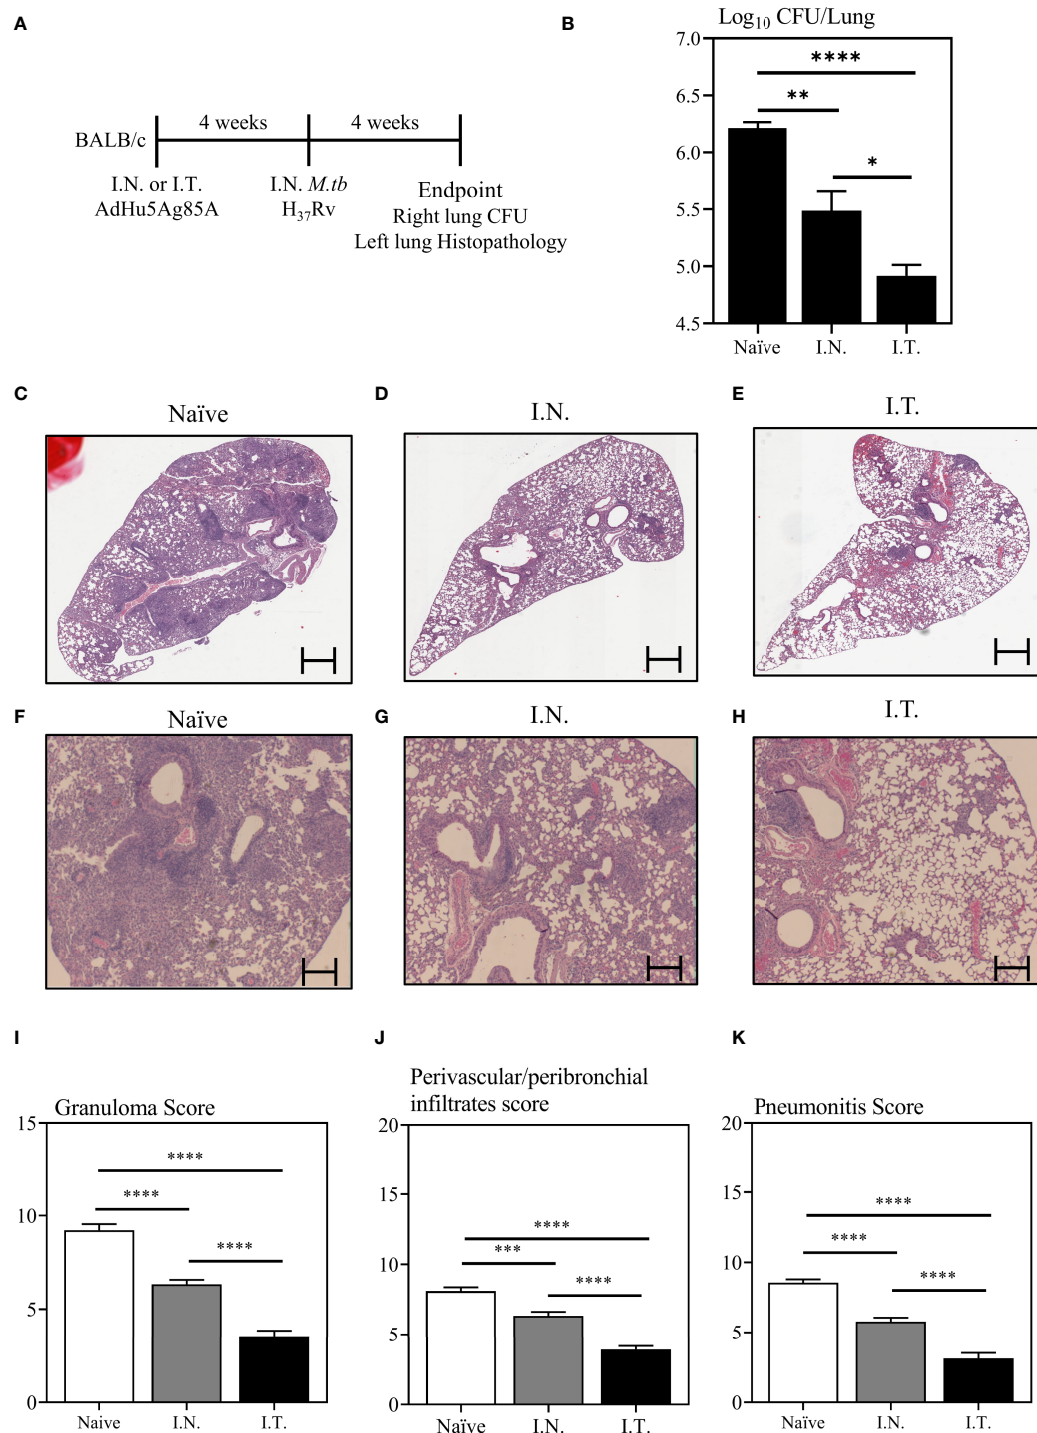 A
BALB/c
4 weeks
4 weeks
I.N. or I.T.
AdHu5Ag85A
I.N. M.tb
H37Rv
Endpoint
Right lung CFU
Left lung Histopathology
B
Log10 CFU/Lung
7.0
6.5
6.0
5.5
5.0
4.5
****
**
*
Naïve
I.N.
I.T.
C
Naïve
D
I.N.
E
I.T.
F
Naïve
G
I.N.
H
I.T.
I
Granuloma Score
15
10
5
0
****
****
****
Naive
I.N.
I.T.
J
Perivascular/peribronchial
infiltrates score
20
15
10
5
0
****
***
****
Naïve
I.N.
I.T.
K
Pneumonitis Score
20
15
10
5
0
****
****
****
Naïve
I.N.
I.T.